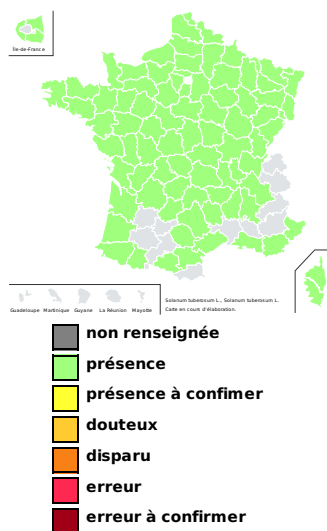 Île-de-France
Guadeloupe Martinique Guyane La Réunion Mayotte
Solanum tuberosum L., Solanum tuberosum L.
Carte en cours d'élaboration.
non renseignée
présence
présence à confimer
douteux
disparu
erreur
erreur à confirmer